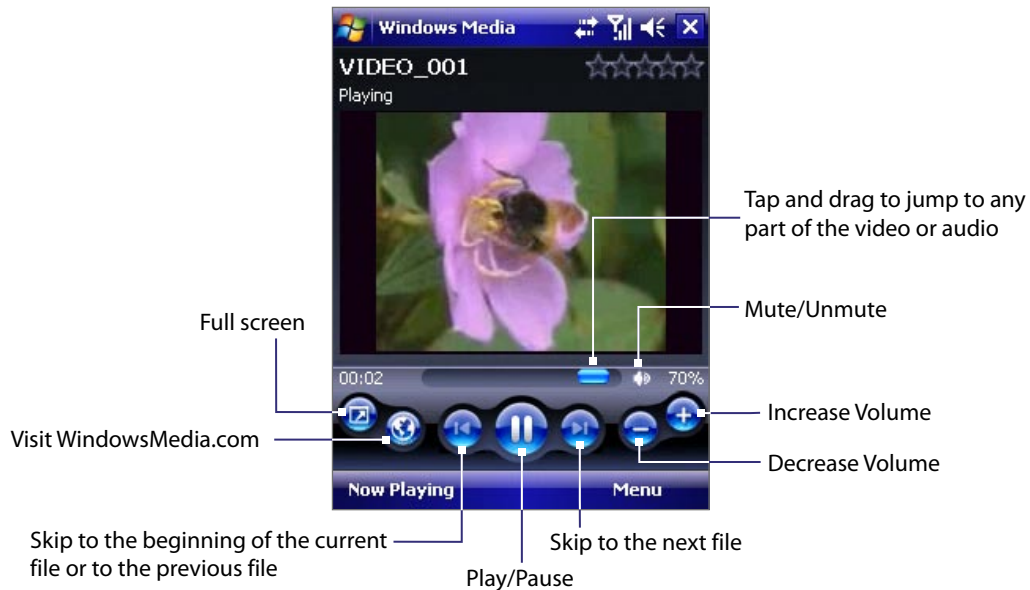 Windows Media
VIDEO_001
Playing
Tap and drag to jump to any
part of the video or audio
Mute/Unmute
Full screen
00:02
70%
Increase Volume
Visit WindowsMedia.com
Decrease Volume
Now Playing
Menu
Skip to the beginning of the current
file or to the previous file
Skip to the next file
Play/Pause